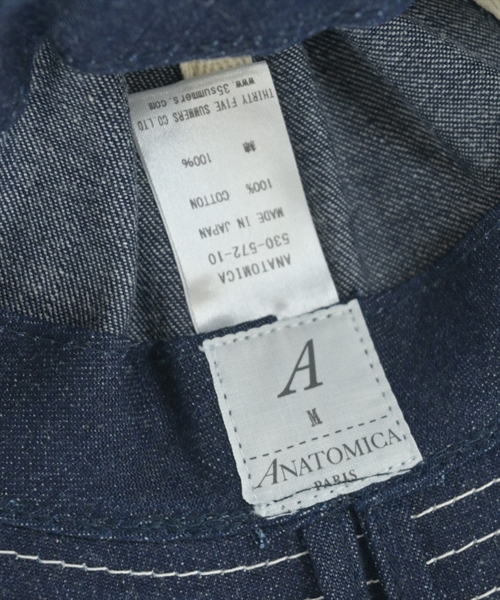 ANATOMICA
530-572-10
MADE IN JAPAN
100% COTTON
綿 100%
THIRTY FIVE SUMMERS CO.LTD
www.35summers.com
A
M
ANATOMICA
PARIS